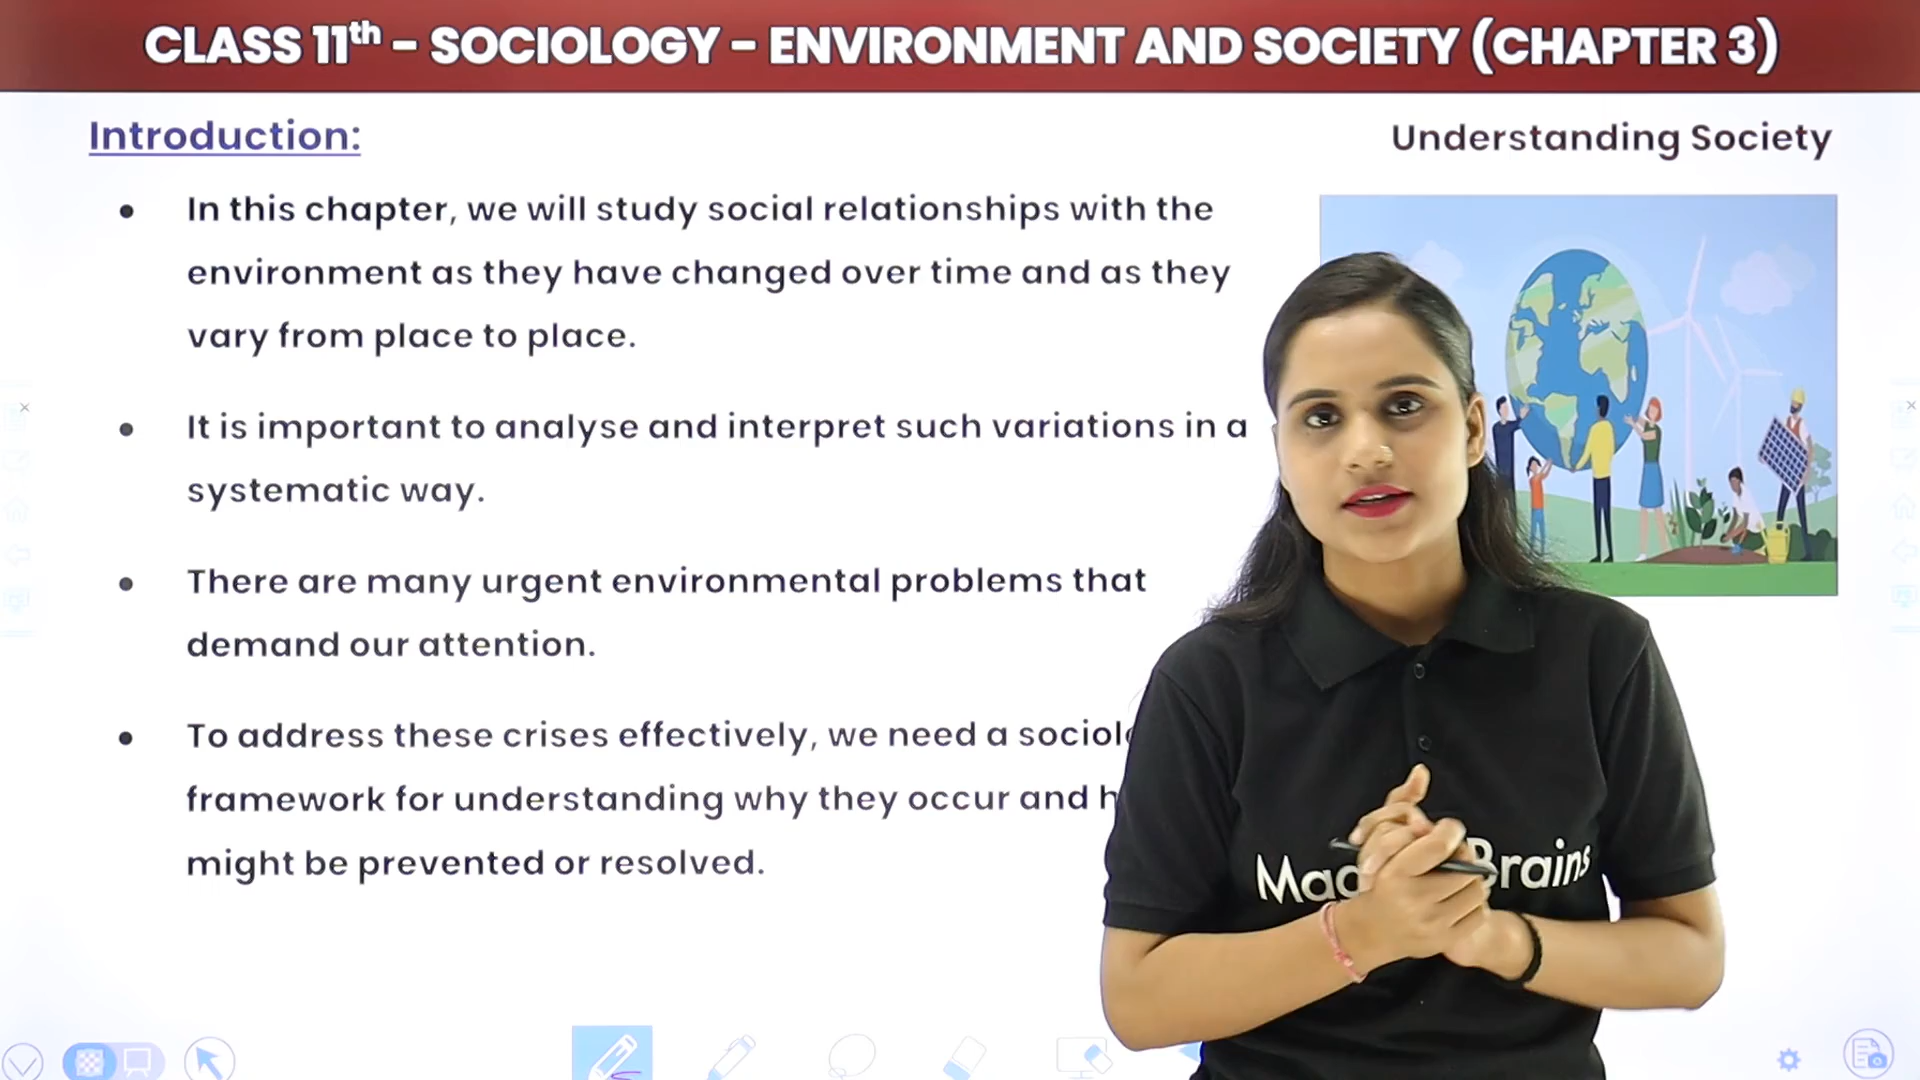 CLASS 11th - SOCIOLOGY - ENVIRONMENT AND SOCIETY (CHAPTER 3)
Introduction:
Understanding Society
• In this chapter, we will study social relationships with the
environment as they have changed over time and as they
vary from place to place.
• It is important to analyse and interpret such variations in a
systematic way.
• There are many urgent environmental problems that
demand our attention.
• To address these crises effectively, we need a
framework for understanding why they occur and
might be prevented or resolved.
Brains